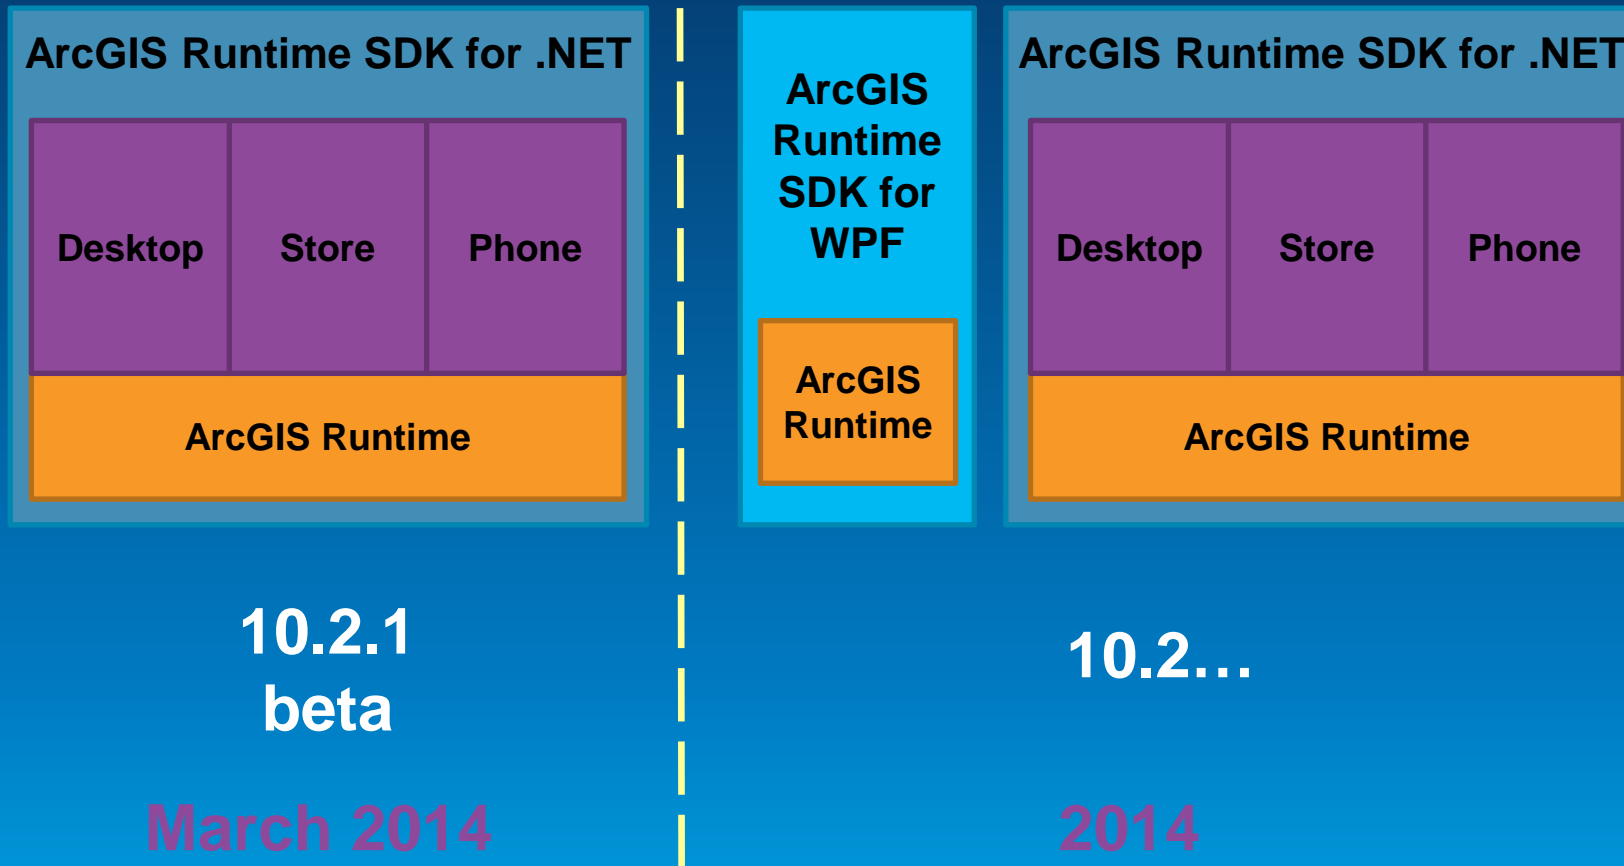 ArcGIS Runtime SDK for .NET
Desktop
Store
Phone
ArcGIS Runtime
10.2.1
beta
March 2014
ArcGIS
Runtime
SDK for
WPF
ArcGIS
Runtime
ArcGIS Runtime SDK for .NET
Desktop
Store
Phone
ArcGIS Runtime
10.2…
2014